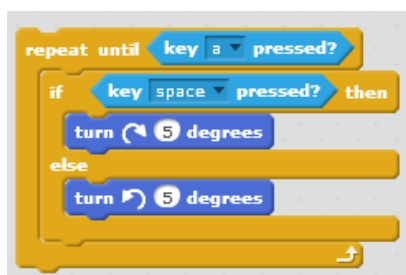 repeat until key a pressed?
if key space pressed? then
turn 5 degrees
else
turn 5 degrees